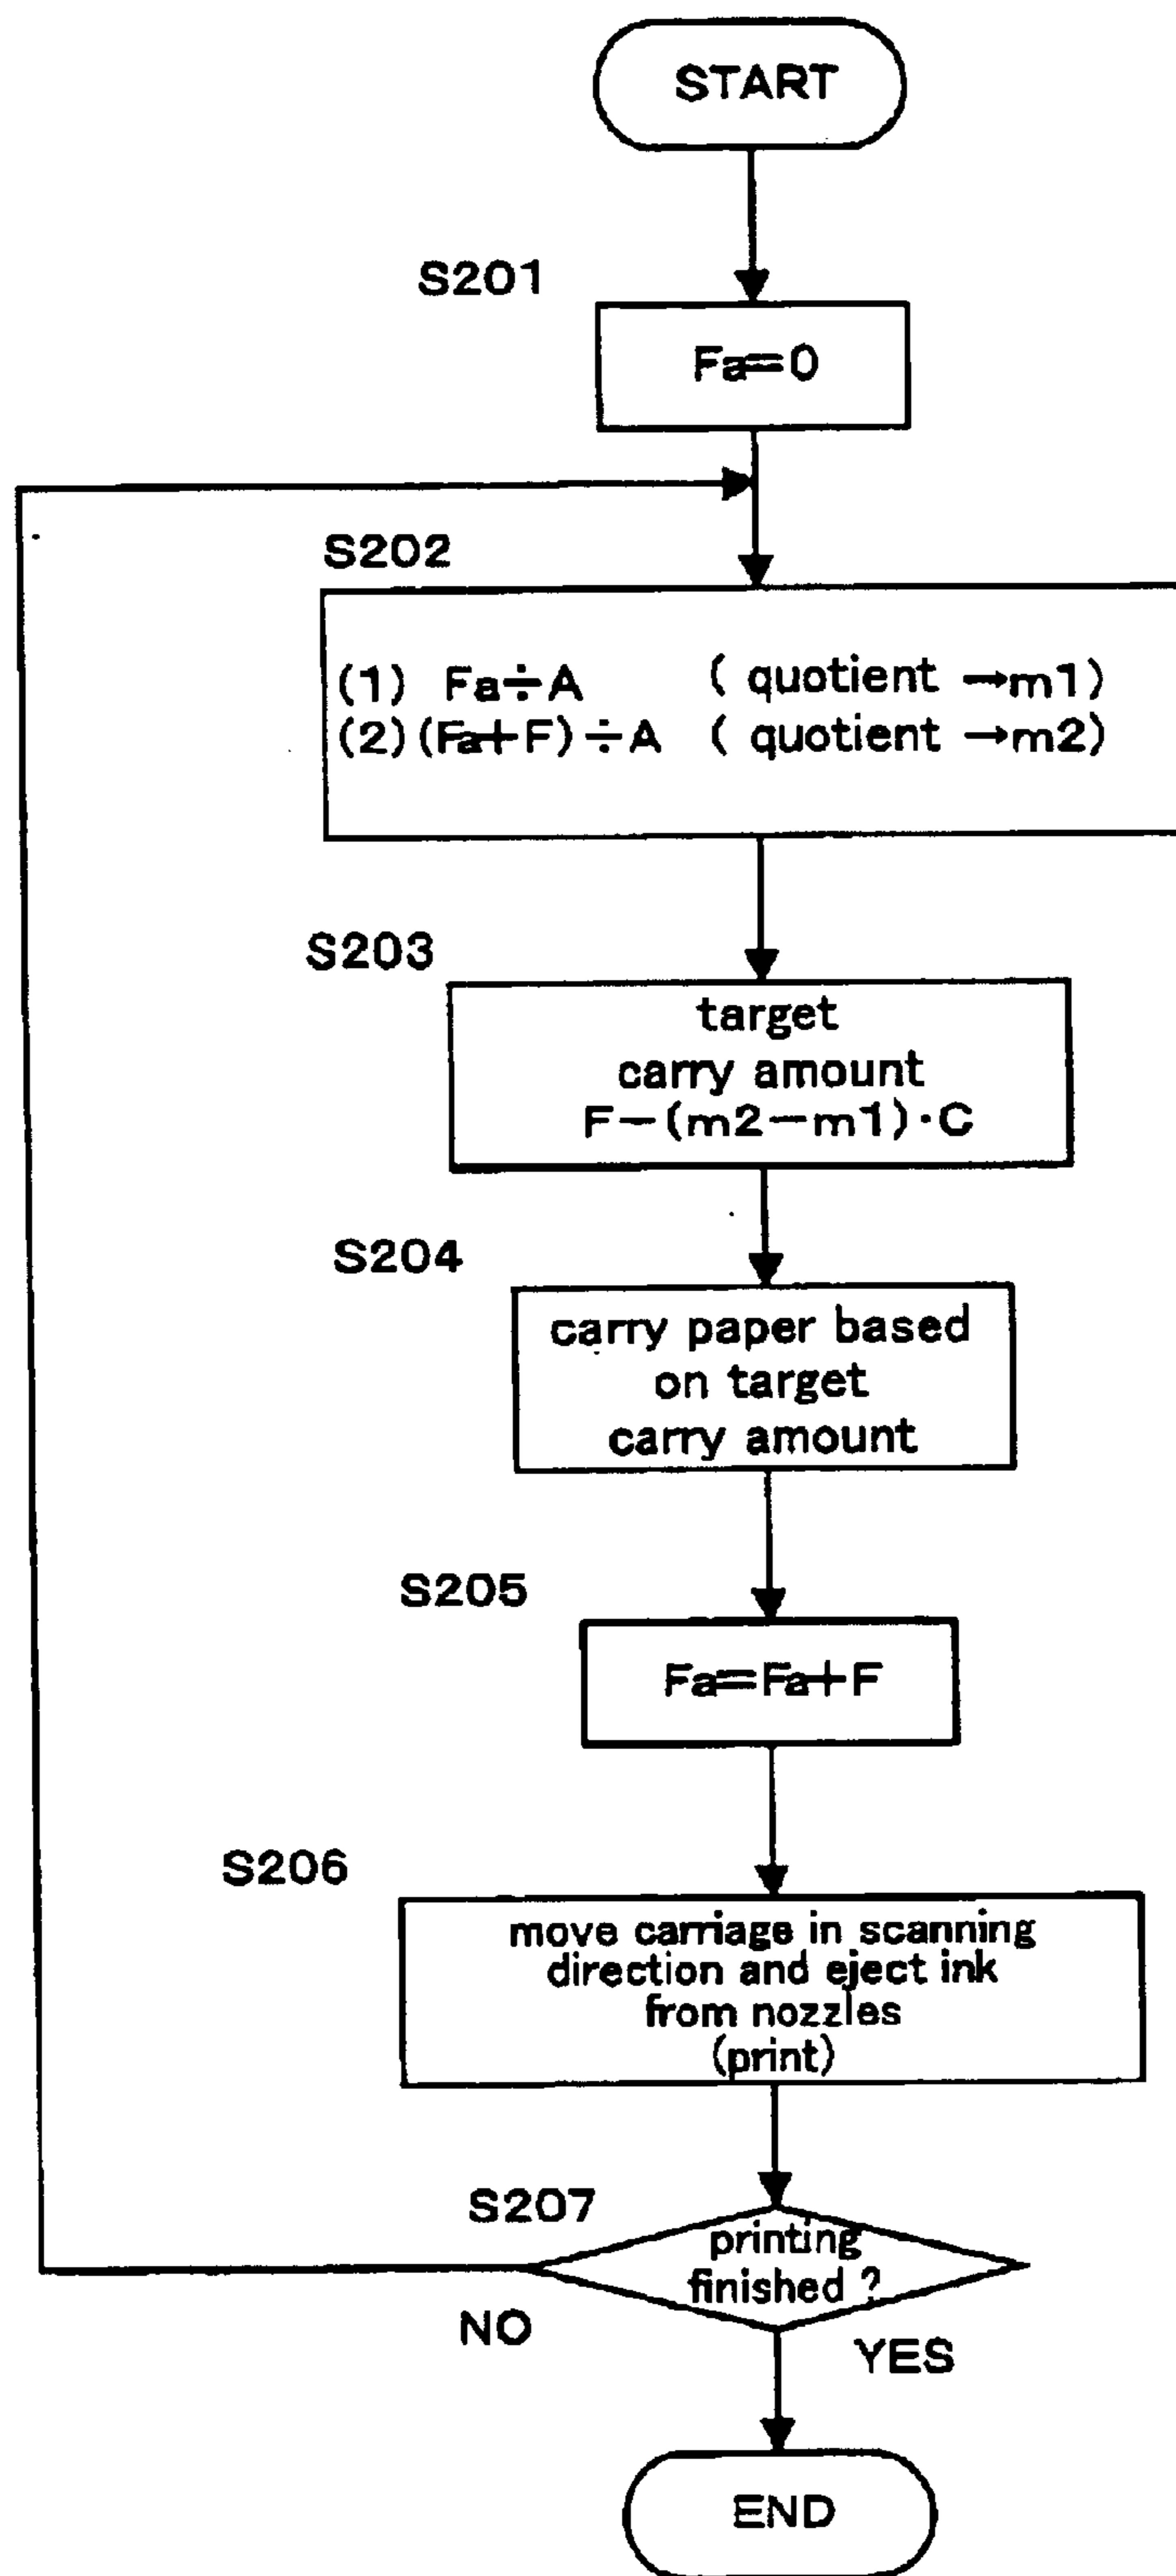 START
S201
Fa=0
S202
(1) Fa÷A ( quotient →m1)
(2)(Fa+F)÷A ( quotient →m2)
S203
target
carry amount
F-(m2-m1)·C
S204
carry paper based
on target
carry amount
S205
Fa=Fa+F
S206
move carriage in scanning
direction and eject ink
from nozzles
(print)
S207
printing
finished ?
NO
YES
END